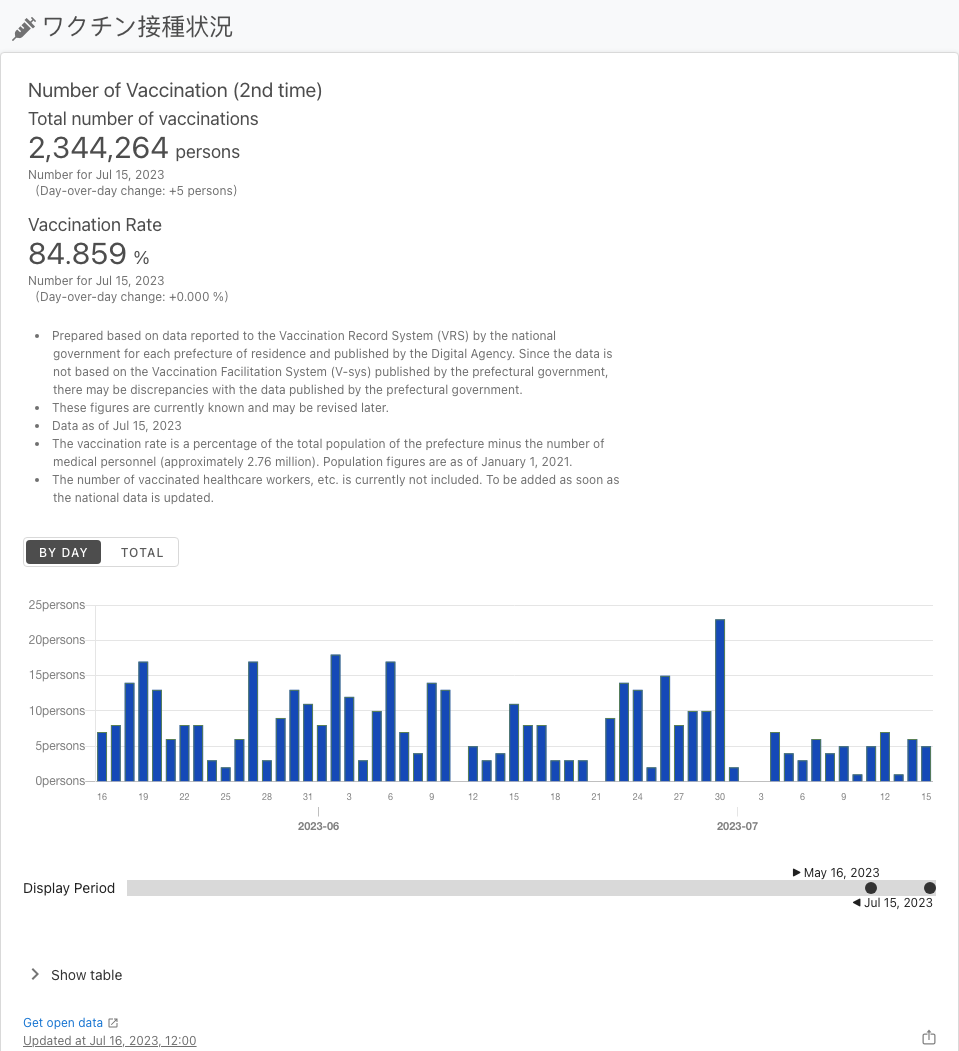 ワクチン接種状況
Number of Vaccination (2nd time)
Total number of vaccinations
2,344,264 persons
Number for Jul 15, 2023
(Day-over-day change: +5 persons)
Vaccination Rate
84.859 %
Number for Jul 15, 2023
(Day-over-day change: +0.000 %)
• Prepared based on data reported to the Vaccination Record System (VRS) by the national
government for each prefecture of residence and published by the Digital Agency. Since the data is
not based on the Vaccination Facilitation System (V-sys) published by the prefectural government,
there may be discrepancies with the data published by the prefectural government.
• These figures are currently known and may be revised later.
• Data as of Jul 15, 2023
• The vaccination rate is a percentage of the total population of the prefecture minus the number of
medical personnel (approximately 2.76 million). Population figures are as of January 1, 2021.
• The number of vaccinated healthcare workers, etc. is currently not included. To be added as soon as
the national data is updated.
BY DAY TOTAL
25persons
20persons
15persons
10persons
5persons
0persons
16 19 22 25 28 31 3 6 9 12 15 18 21 24 27 30 3 6 9 12 15
2023-06 2023-07
▶ May 16, 2023
Display Period
◀ Jul 15, 2023
Show table
Get open data
Updated at Jul 16, 2023, 12:00